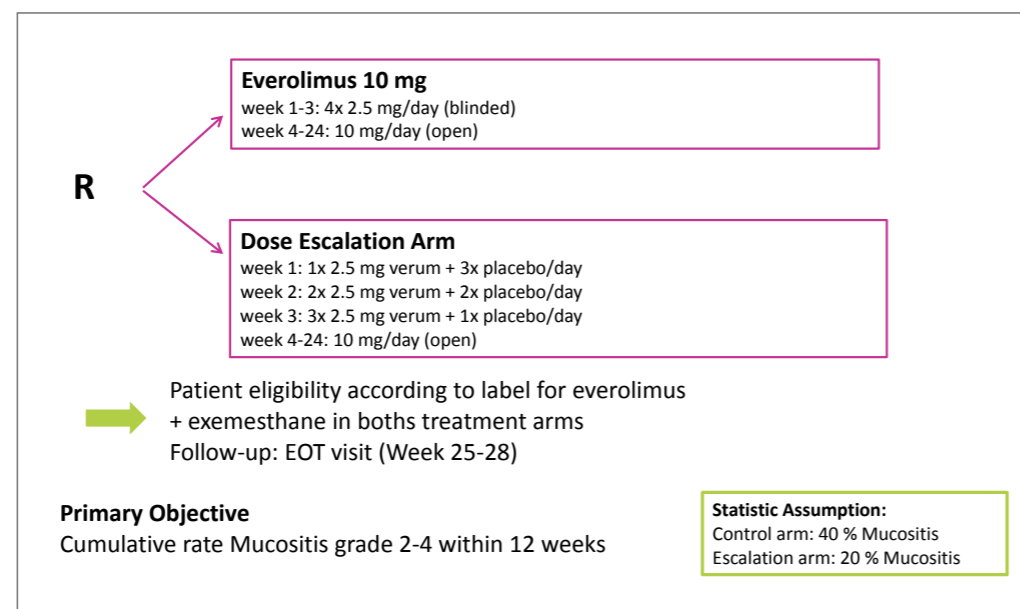 Everolimus 10 mg
week 1-3: 4x 2.5 mg/day (blinded)
week 4-24: 10 mg/day (open)
R
Dose Escalation Arm
week 1: 1x 2.5 mg verum + 3x placebo/day
week 2: 2x 2.5 mg verum + 2x placebo/day
week 3: 3x 2.5 mg verum + 1x placebo/day
week 4-24: 10 mg/day (open)
Patient eligibility according to label for everolimus
+ exemesthane in boths treatment arms
Follow-up: EOT visit (Week 25-28)
Primary Objective
Cumulative rate Mucositis grade 2-4 within 12 weeks
Statistic Assumption:
Control arm: 40 % Mucositis
Escalation arm: 20 % Mucositis